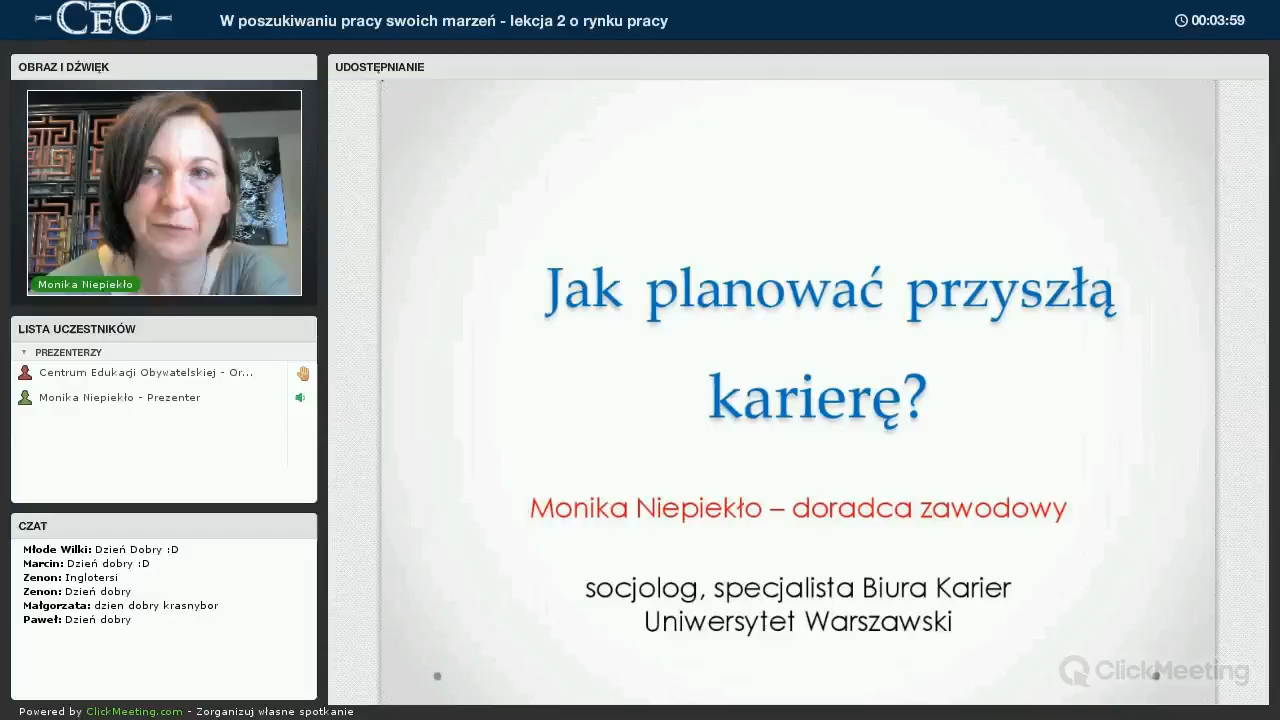 CEO
W poszukiwaniu pracy swoich marzeń - lekcja 2 o rynku pracy
00:03:59
OBRAZ I DŹWIĘK
Monika Niepiekło
LISTA UCZESTNIKÓW
PREZENTERZY
Centrum Edukacji Obywatelskiej - Or...
Monika Niepiekło - Prezenter
CZAT
Młode Wilki: Dzień Dobry :D
Marcin: Dzień dobry :D
Zenon: Inglotersi
Zenon: Dzień dobry
Małgorzata: dzien dobry krasnybor
Paweł: Dzień dobry
UDOSTĘPNIANIE
Jak planować przyszłą
karierę?
Monika Niepiekło – doradca zawodowy
socjolog, specjalista Biura Karier
Uniwersytet Warszawski
ClickMeeting
Powered by ClickMeeting.com - Zorganizuj własne spotkanie